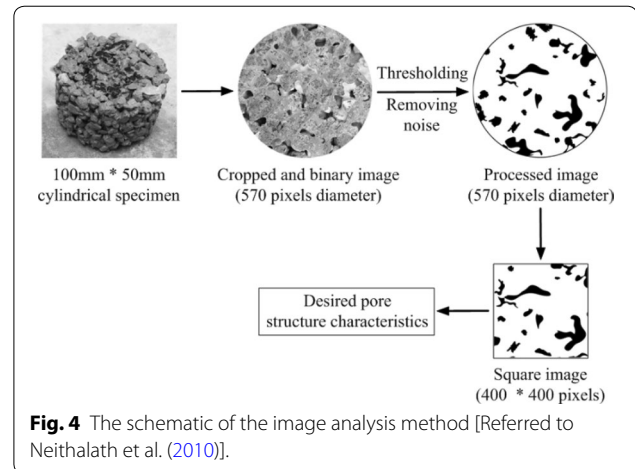 100mm * 50mm
cylindrical specimen
Cropped and binary image
(570 pixels diameter)
Thresholding
Removing
noise
Processed image
(570 pixels diameter)
Desired pore
structure characteristics
Square image
(400 * 400 pixels)
Fig. 4 The schematic of the image analysis method [Referred to
Neithalath et al. (2010)].